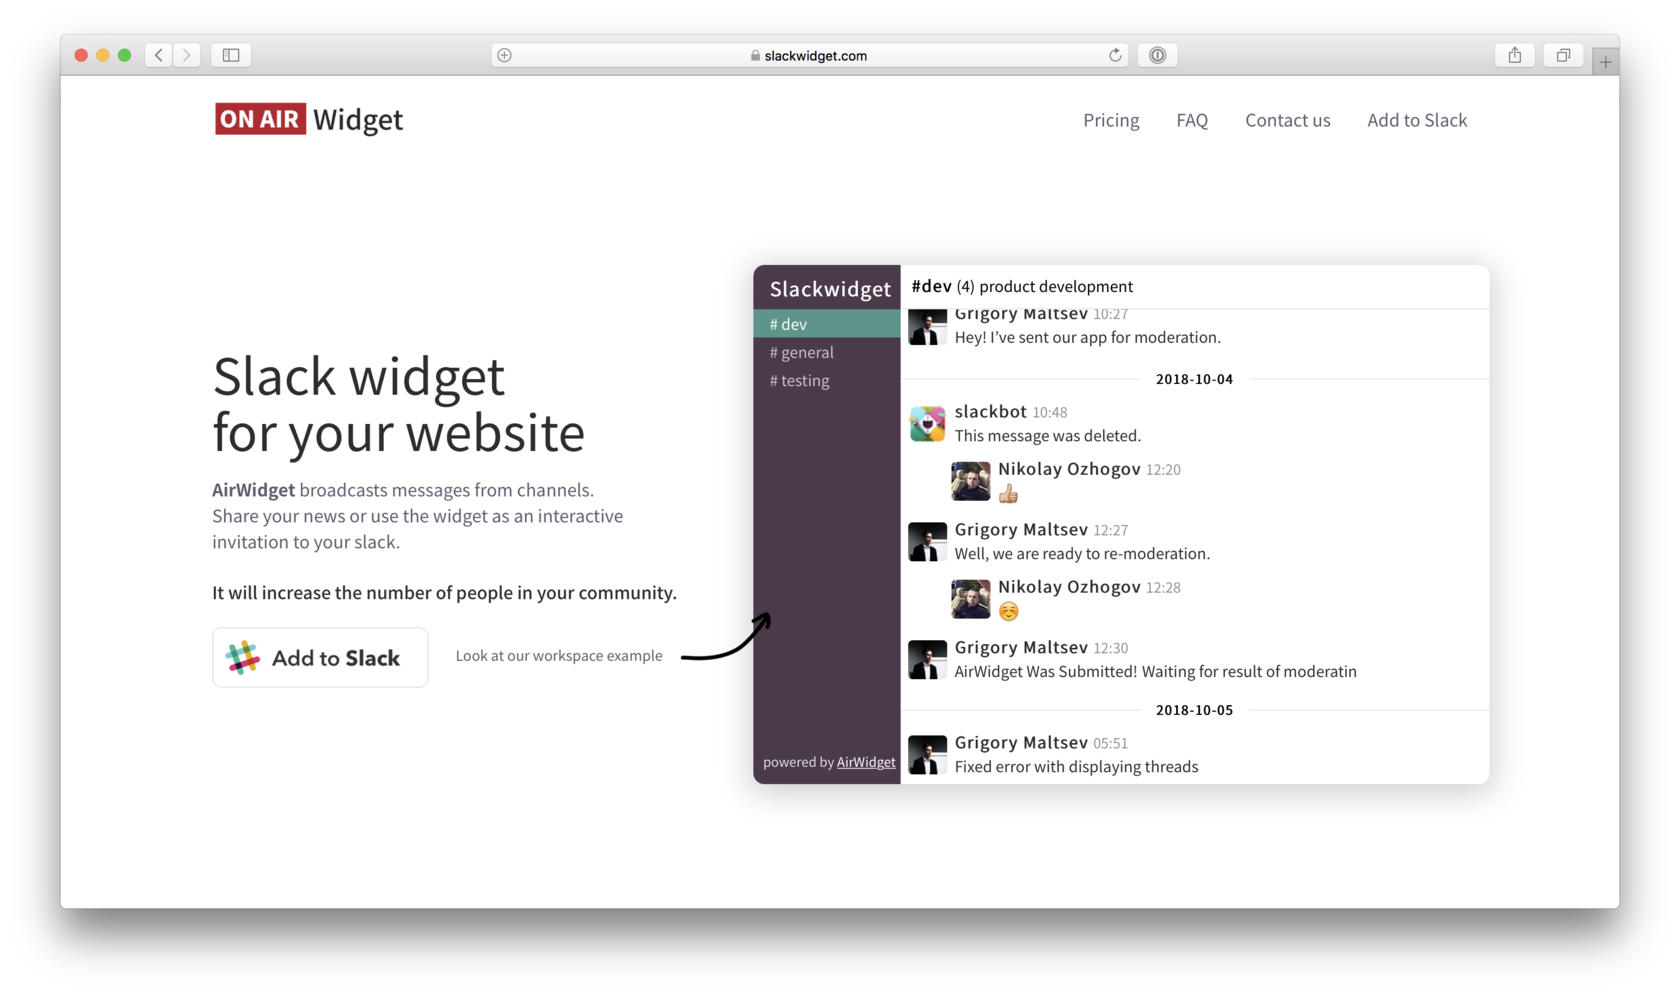 slackwidget.com
ON AIR Widget
Pricing FAQ Contact us Add to Slack
Slack widget
for your website
AirWidget broadcasts messages from channels.
Share your news or use the widget as an interactive
invitation to your slack.
It will increase the number of people in your community.
Add to Slack
Look at our workspace example
Slackwidget
# dev
# general
# testing
powered by AirWidget
#dev (4) product development
Grigory Maltsev 10:27
Hey! I’ve sent our app for moderation.
2018-10-04
slackbot 10:48
This message was deleted.
Nikolay Ozhogov 12:20
Grigory Maltsev 12:27
Well, we are ready to re-moderation.
Nikolay Ozhogov 12:28
Grigory Maltsev 12:30
AirWidget Was Submitted! Waiting for result of moderatin
2018-10-05
Grigory Maltsev 05:51
Fixed error with displaying threads